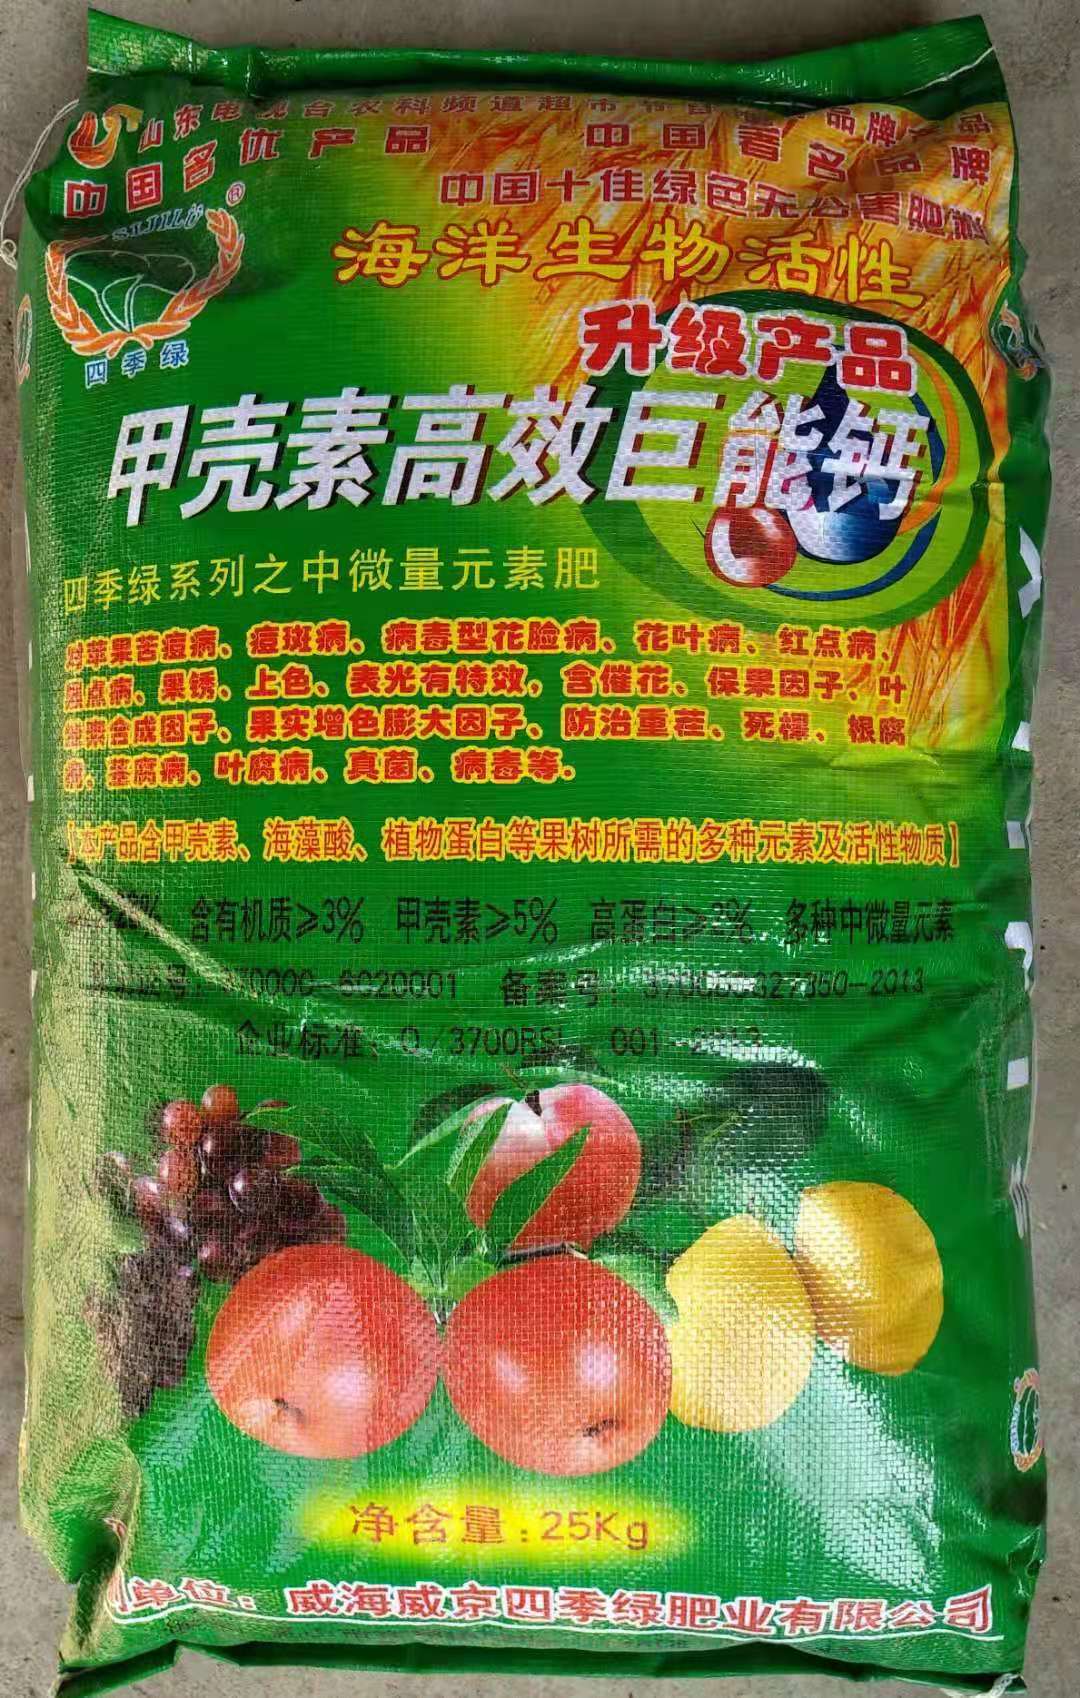 山东电视台农科频道超市
中国名优产品 中国著名品牌
中国十佳绿色无公害
SIJILÜ
®
四季绿
海洋生物活性
升级产品
甲壳素高效巨能钙
四季绿系列之中微量元素肥
对苹果苦痘病、痘斑病、病毒型花脸病、花叶病、红点病、
黑点病、果锈、上色、表光有特效，含催花、保果因子、叶
合成因子、果实增色膨大因子、防治重茬、死棵、根腐
病、茎腐病、叶腐病、真菌、病毒等。
【本产品含甲壳素、海藻酸、植物蛋白等果树所需的多种元素及活性物质】
含有机质≥3% 甲壳素≥5% 高蛋白≥ 多种中微量元素
备案号： -2013
企业标准：Q/3700RSL 001-2013
净含量：25Kg
单位：威海威京四季绿肥业有限公司